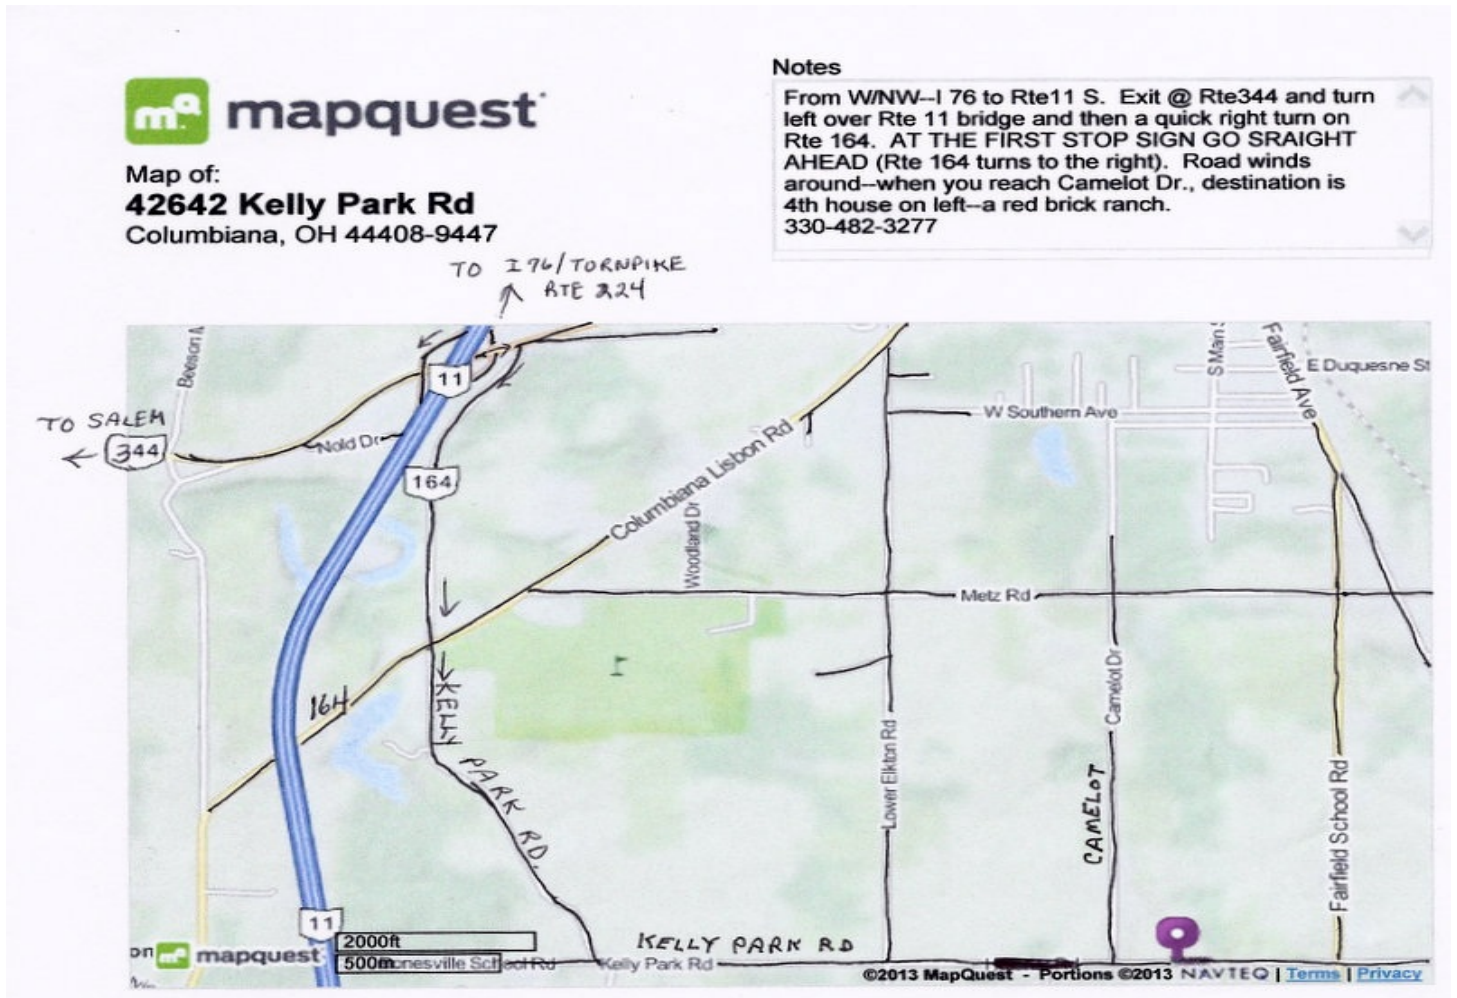 mapquest
Map of:
42642 Kelly Park Rd
Columbiana, OH 44408-9447
Notes
From W/NW--I 76 to Rte11 S.  Exit @ Rte344 and turn
left over Rte 11 bridge and then a quick right turn on
Rte 164.  AT THE FIRST STOP SIGN GO SRAIGHT
AHEAD (Rte 164 turns to the right).  Road winds
around--when you reach Camelot Dr., destination is
4th house on left--a red brick ranch.
330-482-3277
TO I 76/TORNPIKE
RTE 224
Beeson A
11
S Main S
Fairfield Ave
E Duquesne St
TO SALEM
344
Nold Dr
W Southern Ave
164
Columbiana Lisbon Rd
Woodland Dr
Metz Rd
164
KELLY PARK RD.
Camelot Dr
Lower Elkton Rd
CAMELOT
Fairfield School Rd
11
2000ft
500m
on
mapquest
onesville School Rd
KELLY PARK RD
Kelly Park Rd
©2013 MapQuest - Portions ©2013 NAVTEQ | Terms | Privacy